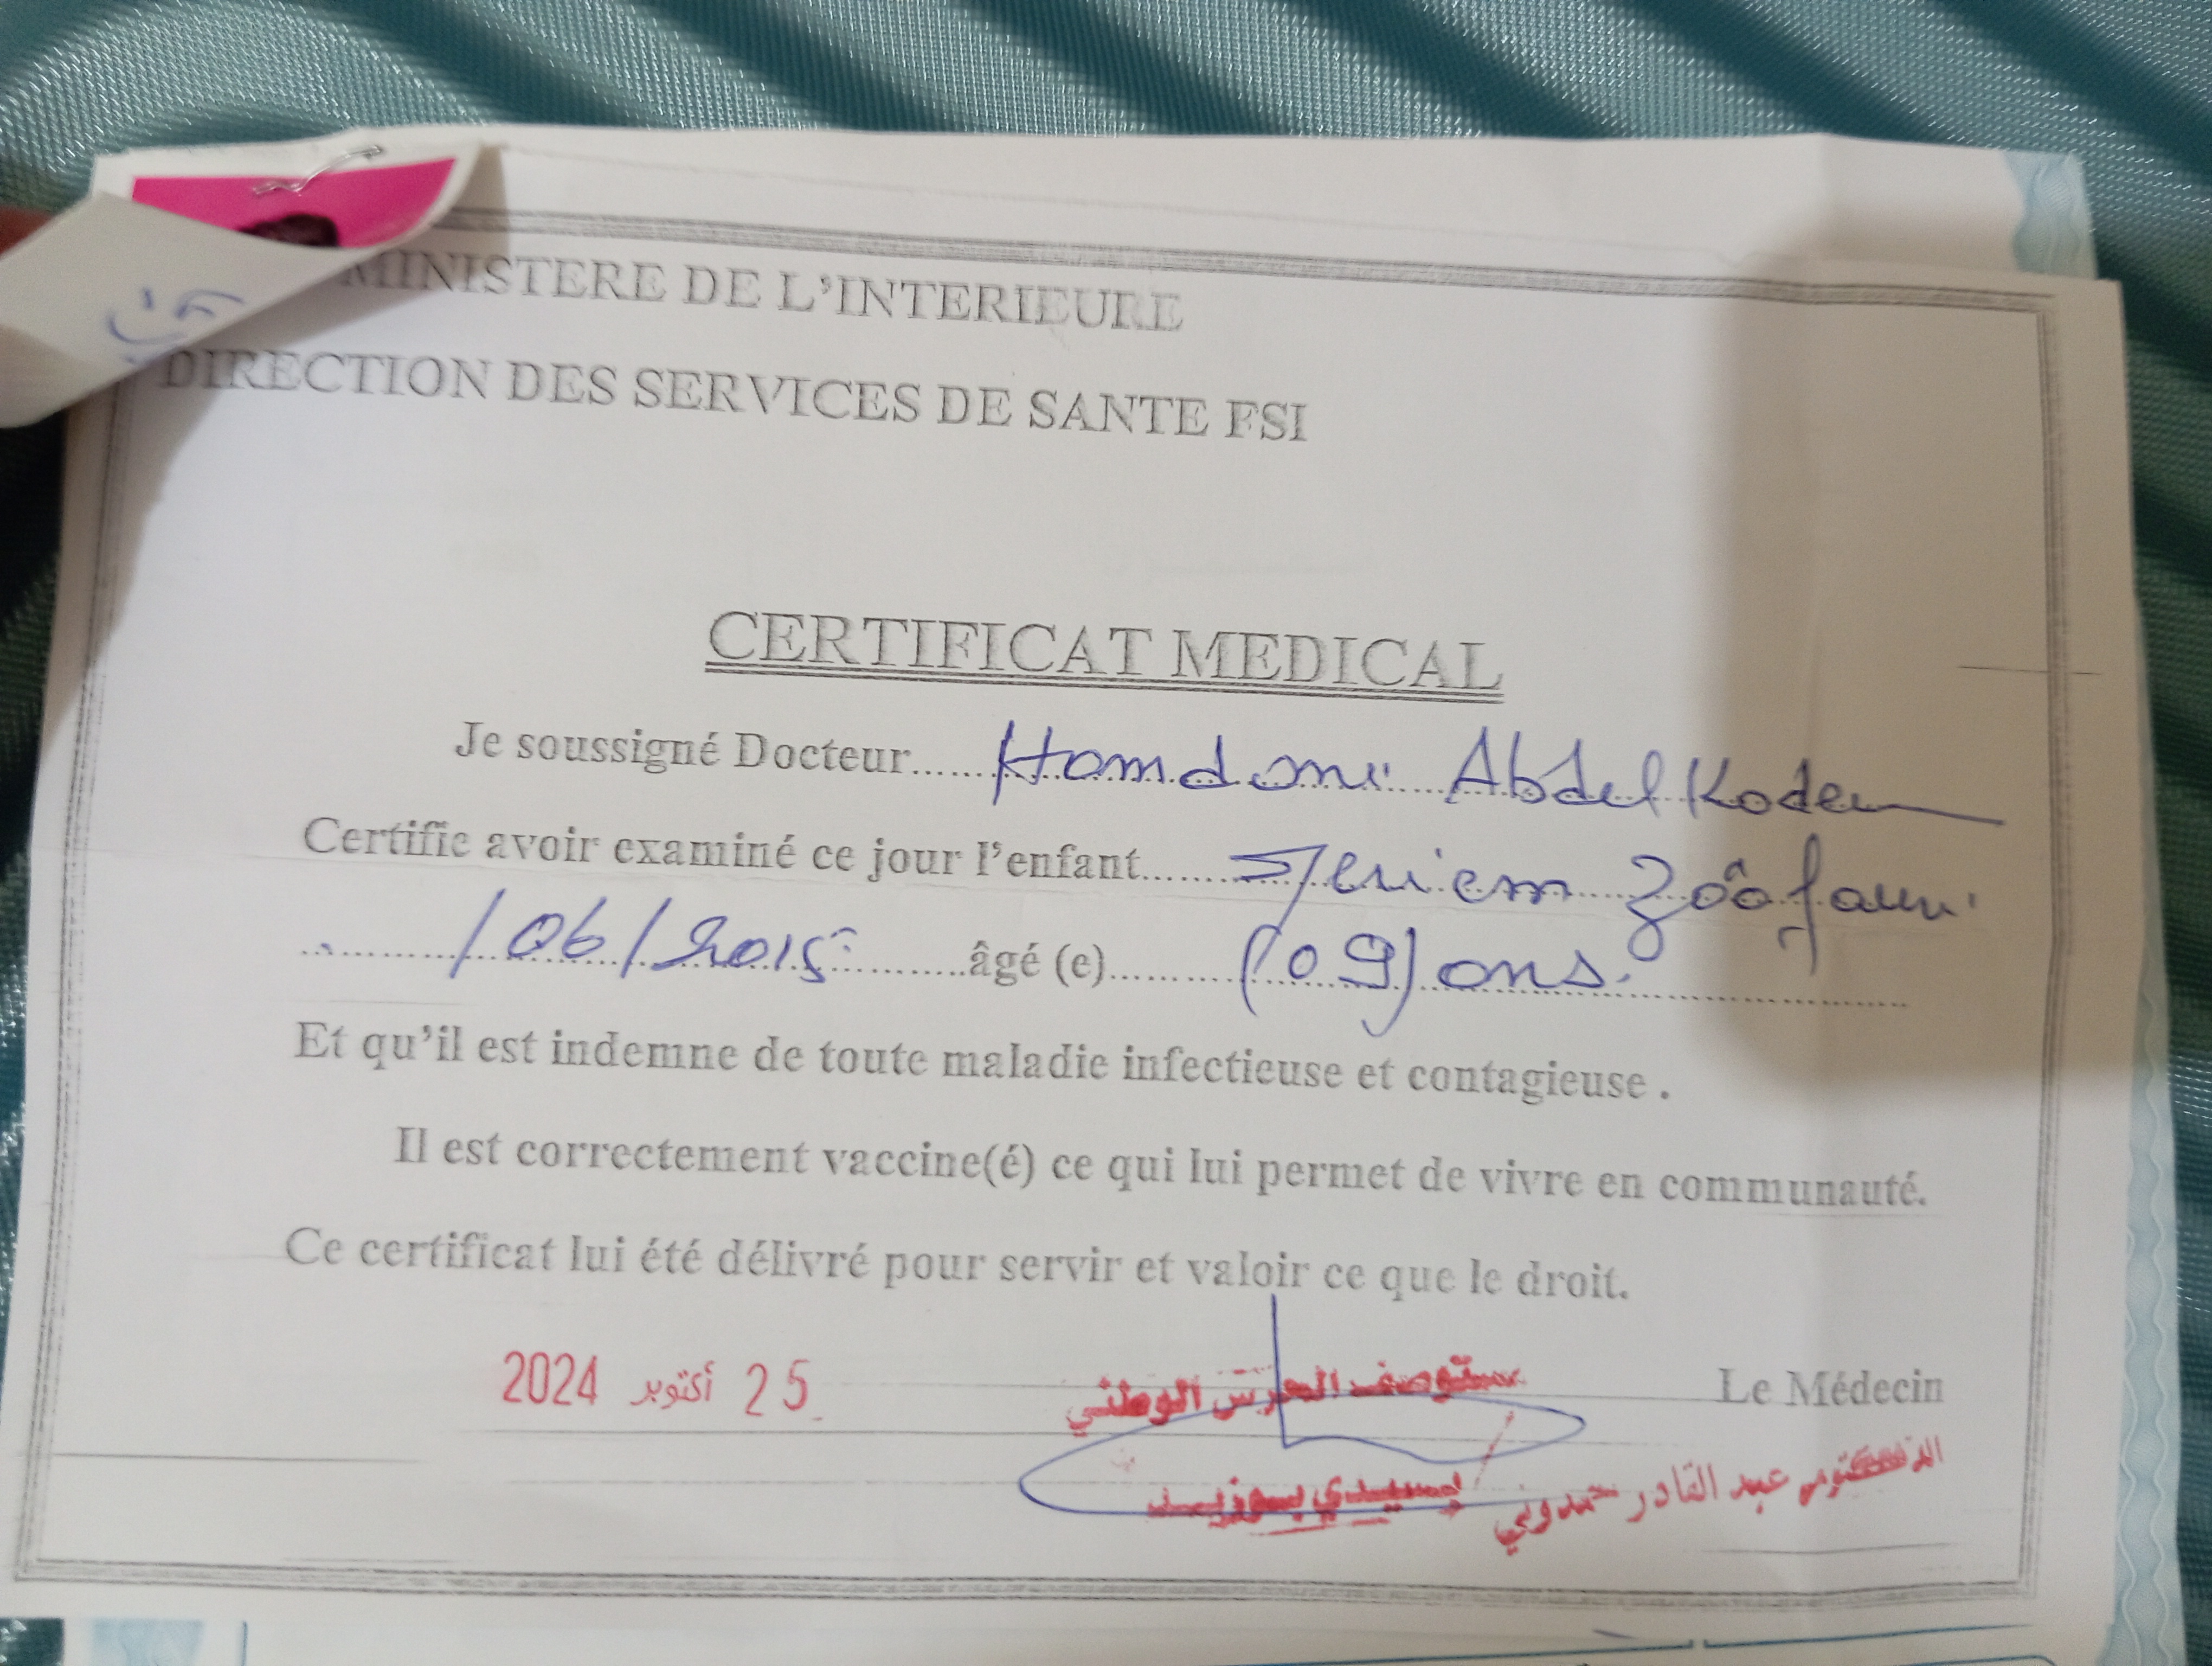 MINISTERE DE L'INTERIEURE
DIRECTION DES SERVICES DE SANTE FSI
CERTIFICAT MEDICAL
Je soussigné Docteur Hamdouni AbdelKader
Certifie avoir examiné ce jour l'enfant
/06/2015 âgé (e) (09) ans.
Et qu'il est indemne de toute maladie infectieuse et contagieuse .
Il est correctement vaccine(é) ce qui lui permet de vivre en communauté.
Ce certificat lui été délivré pour servir et valoir ce que le droit.
25 أكتوبر 2024
مستوصف الحرس الوطني
بسيدي بوزيد
Le Médecin
الدكتور عبد القادر حمدوني